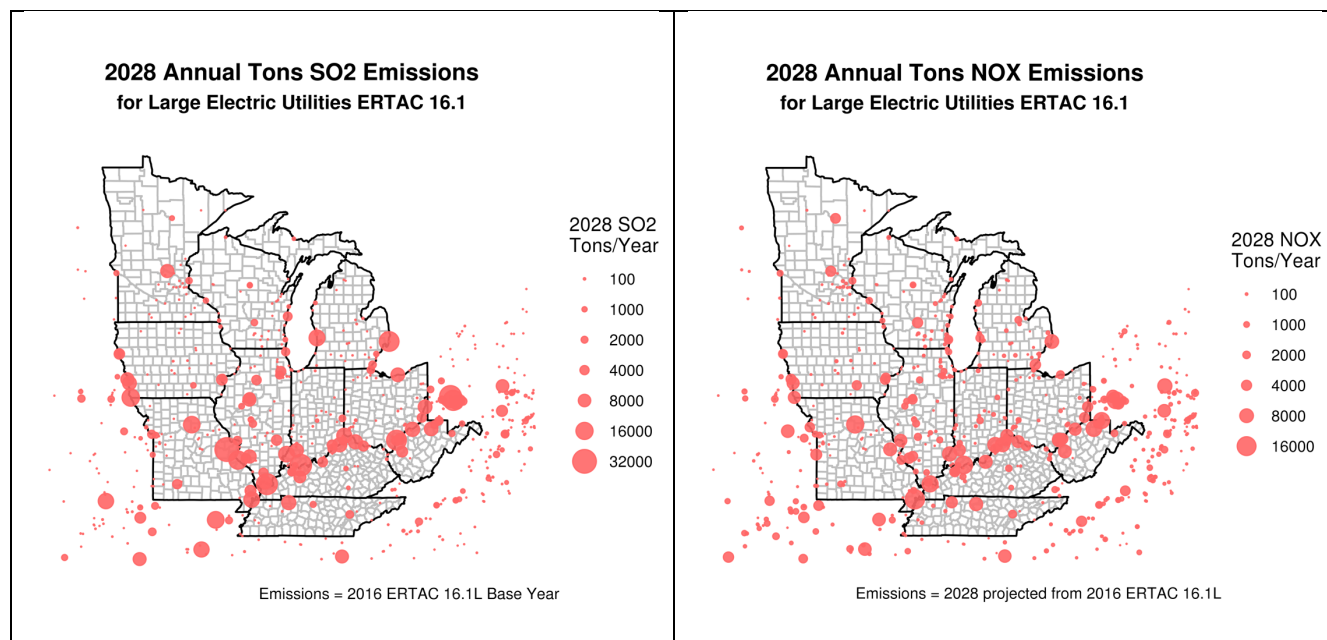 2028 Annual Tons SO2 Emissions
for Large Electric Utilities ERTAC 16.1
2028 SO2
Tons/Year
100
1000
2000
4000
8000
16000
32000
Emissions = 2016 ERTAC 16.1L Base Year
2028 Annual Tons NOX Emissions
for Large Electric Utilities ERTAC 16.1
2028 NOX
Tons/Year
100
1000
2000
4000
8000
16000
Emissions = 2028 projected from 2016 ERTAC 16.1L